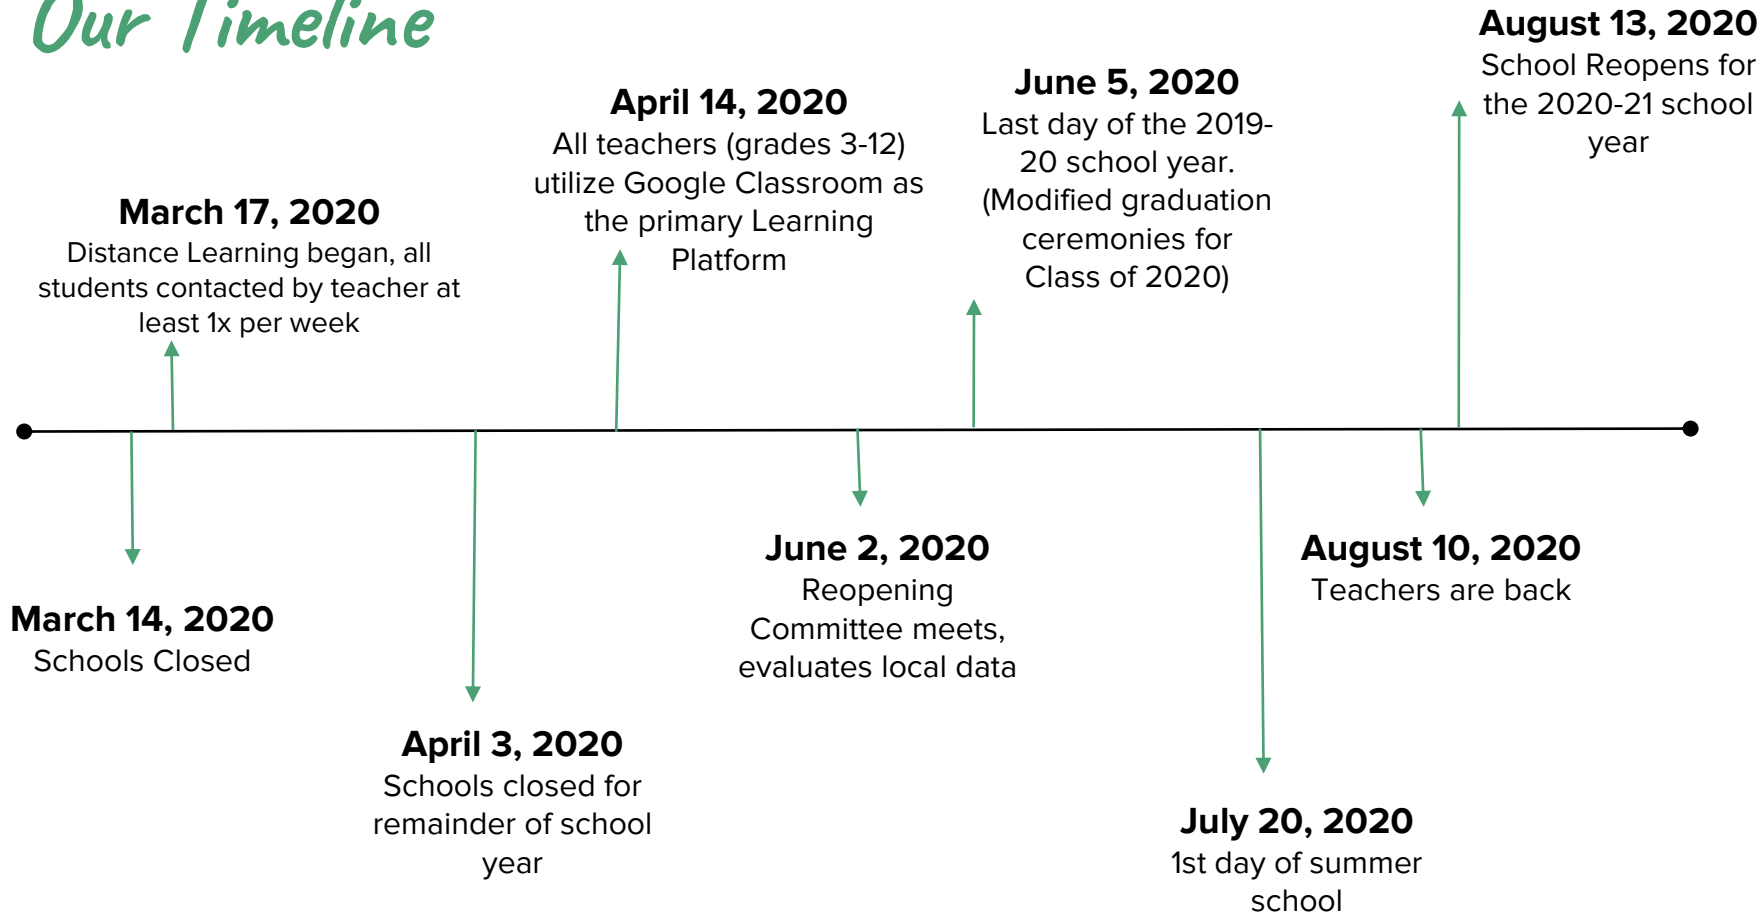 Our Timeline
March 14, 2020
Schools Closed
March 17, 2020
Distance Learning began, all
students contacted by teacher at
least 1x per week
April 3, 2020
Schools closed for
remainder of school
year
April 14, 2020
All teachers (grades 3-12)
utilize Google Classroom as
the primary Learning
Platform
June 2, 2020
Reopening
Committee meets,
evaluates local data
June 5, 2020
Last day of the 2019-
20 school year.
(Modified graduation
ceremonies for
Class of 2020)
July 20, 2020
1st day of summer
school
August 10, 2020
Teachers are back
August 13, 2020
School Reopens for
the 2020-21 school
year